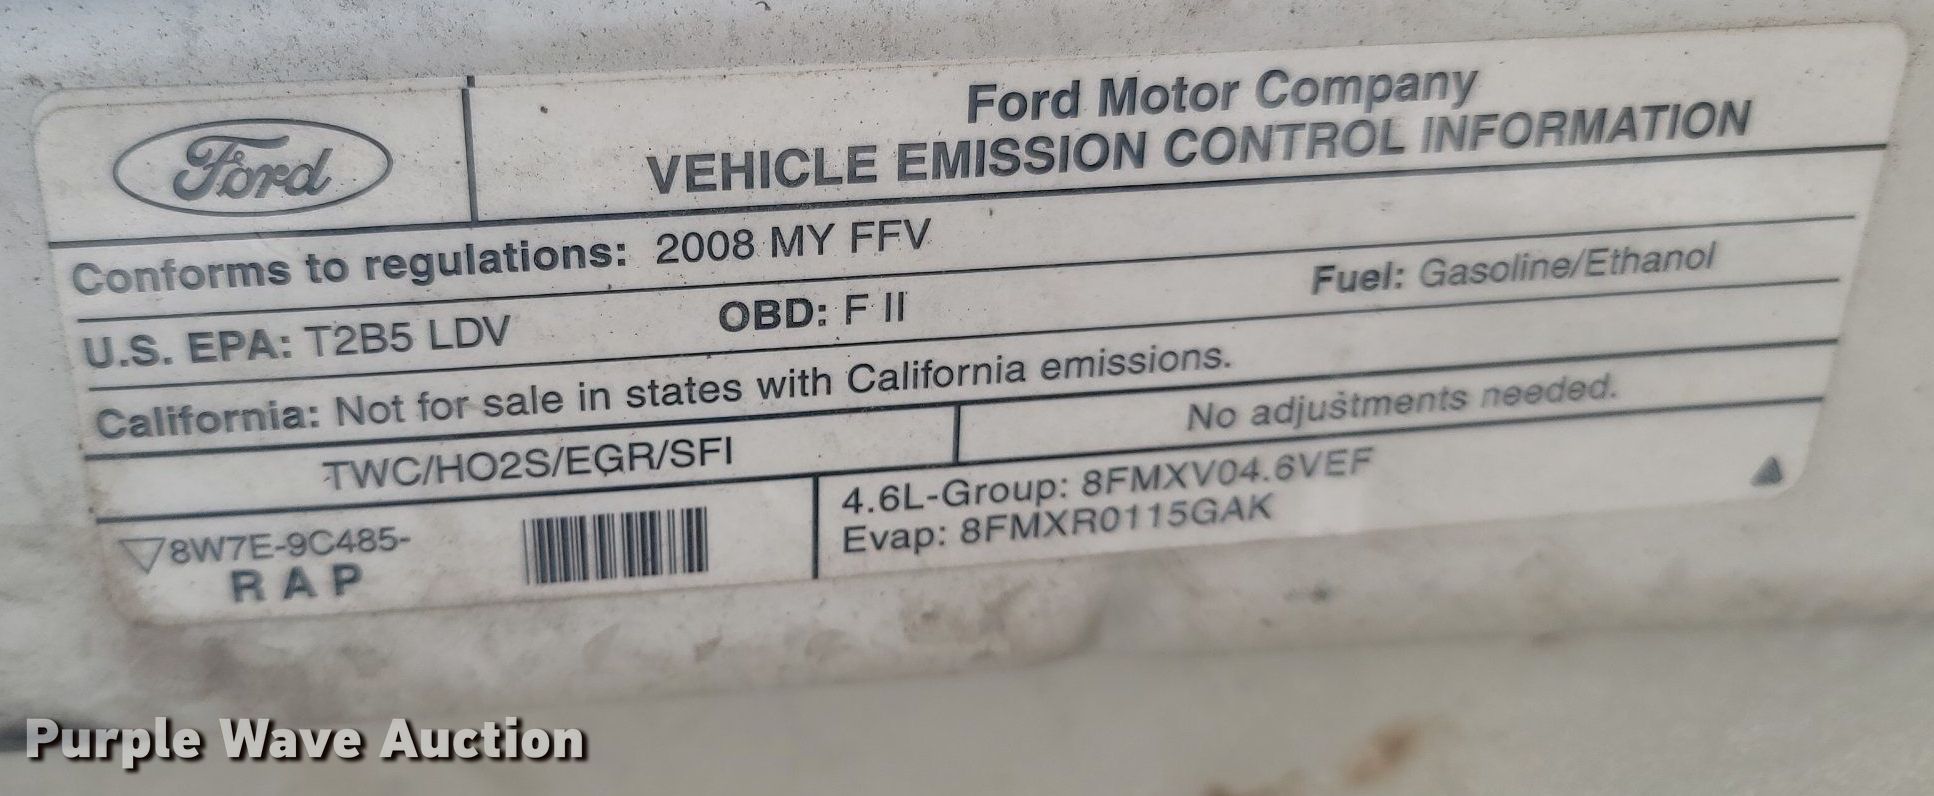 Ford
Ford Motor Company
VEHICLE EMISSION CONTROL INFORMATION
Conforms to regulations: 2008 MY FFV
U.S. EPA: T2B5 LDV OBD: F II Fuel: Gasoline/Ethanol
California: Not for sale in states with California emissions.
TWC/HO2S/EGR/SFI No adjustments needed.
8W7E-9C485-
RAP
4.6L-Group: 8FMXV04.6VEF
Evap: 8FMXR0115GAK
Purple Wave Auction